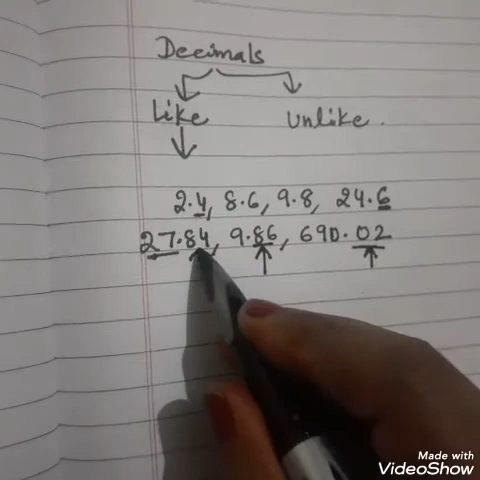 Decimals
Like Unlike.
2.4, 8.6, 9.8, 24.6
27.84, 9.86, 690.02
Made with
VideoShow